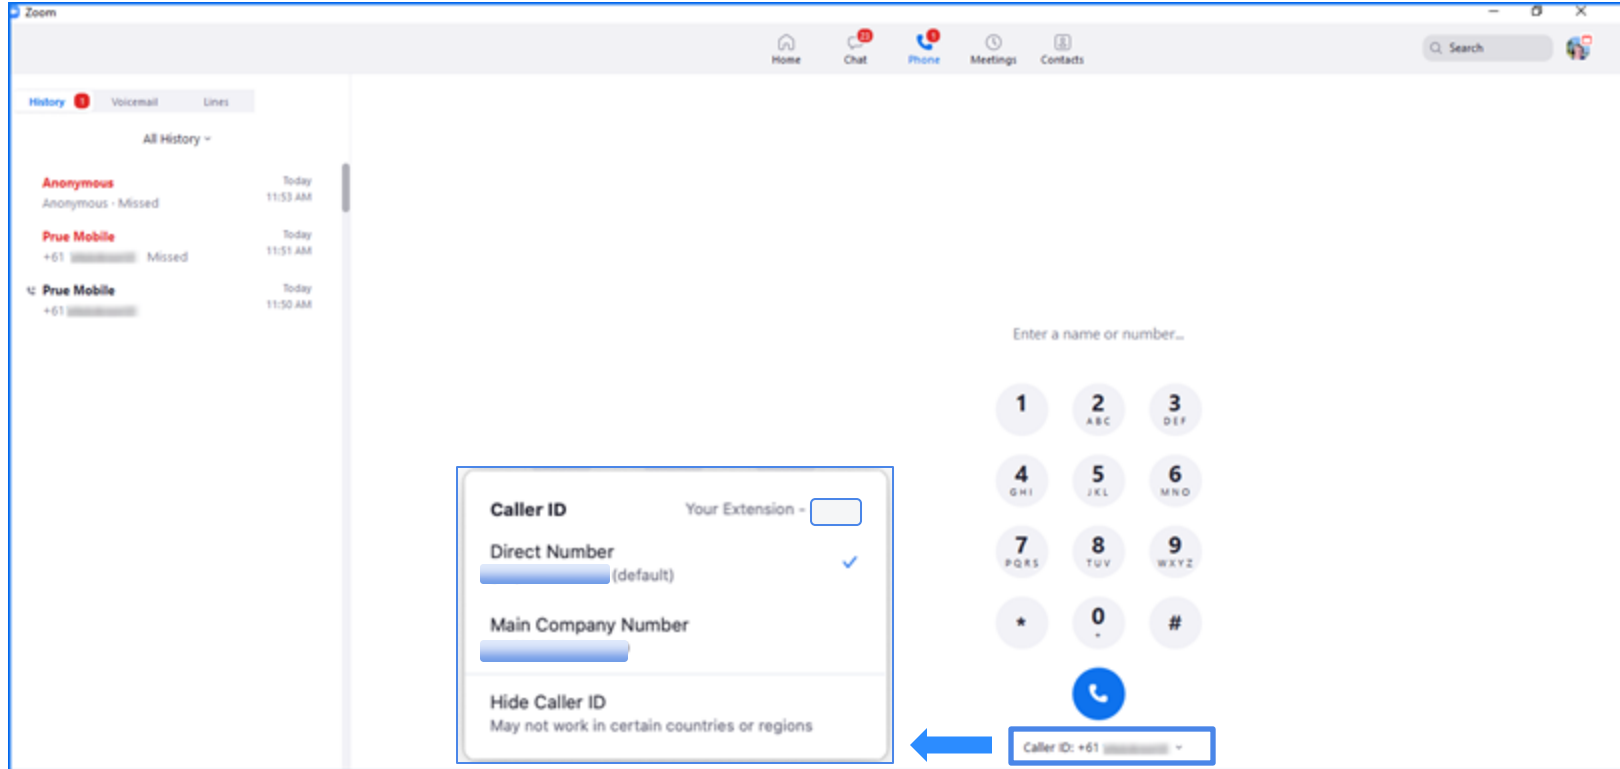 Zoom
Home
Chat
23
Phone
1
Meetings
Contacts
Search
History 1
Voicemail
Lines
All History
Anonymous
Today
Anonymous - Missed
11:53 AM
Prue Mobile
Today
+61 Missed
11:51 AM
Prue Mobile
Today
+61
11:50 AM
Enter a name or number...
1
2 ABC
3 DEF
4 GHI
5 JKL
6 MNO
7 PQRS
8 TUV
9 WXYZ
*
0 +
#
Caller ID: +61
Caller ID
Your Extension -
Direct Number
(default)
Main Company Number
Hide Caller ID
May not work in certain countries or regions